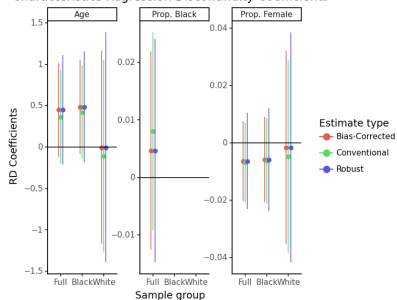 Characteristic Regression Discontinuity Coefficients
Age
Prop. Black
Prop. Female
1.5
1
0.5
0
−0.5
−1
−1.5
0.02
0.01
0
−0.01
0.04
0.02
0
−0.02
−0.04
RD Coefficients
Full Black White
Full Black White
Full Black White
Sample group
Estimate type
Bias-Corrected
Conventional
Robust